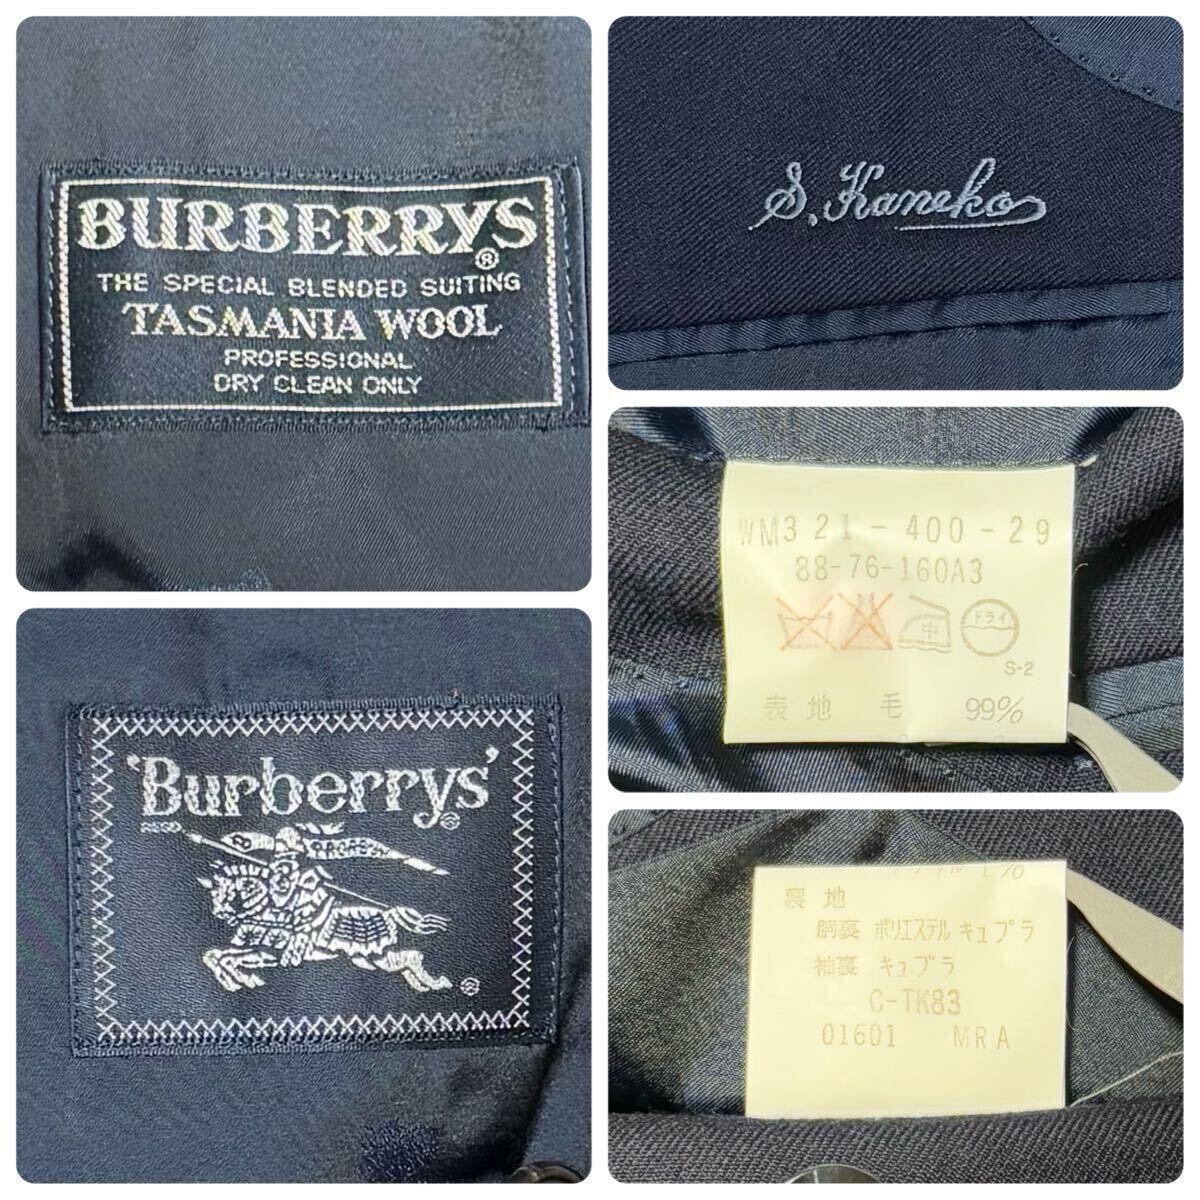 BURBERRYS®
THE SPECIAL BLENDED SUITING
TASMANIA WOOL
PROFESSIONAL
DRY CLEAN ONLY
S. Kaneko
WM3 21-400-29
88-76-160A3
中 ドライ
S-2
表地 毛 99%
'Burberrys'®
®
1%
裏地
胴裏 ポリエステル キュプラ
袖裏 キュプラ
C-TK83
01601 MRA